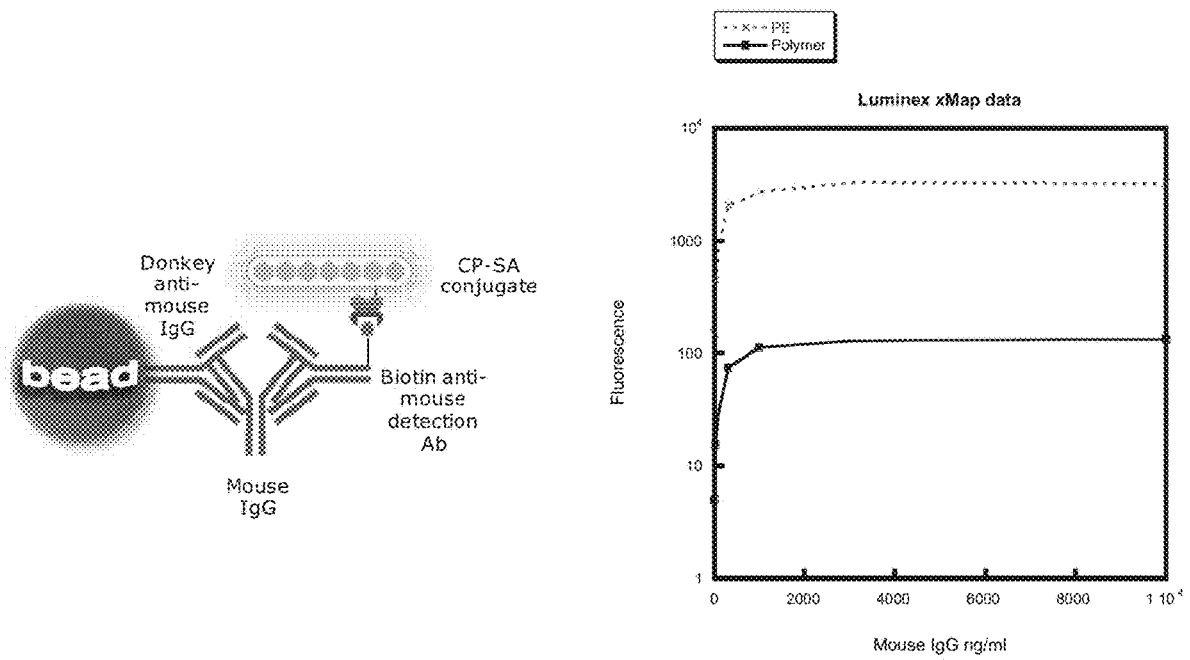 Donkey
anti-
mouse
IgG
CP-SA
conjugate
bead
Biotin anti-
mouse
detection
Ab
Mouse
IgG
PE
Polymer
Luminex xMap data
10⁴
1000
100
10
1
Fluorescence
0 2000 4000 6000 8000 1 10⁴
Mouse IgG ng/ml